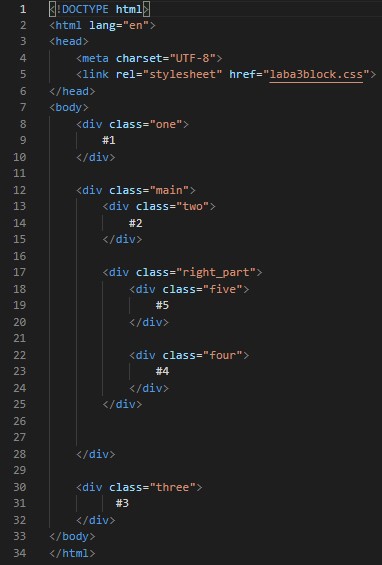 1 <!DOCTYPE html>
2 <html lang="en">
3 <head>
4     <meta charset="UTF-8">
5     <link rel="stylesheet" href="laba3block.css">
6 </head>
7 <body>
8     <div class="one">
9         #1
10     </div>
11
12     <div class="main">
13         <div class="two">
14             #2
15         </div>
16
17         <div class="right_part">
18             <div class="five">
19                 #5
20             </div>
21
22             <div class="four">
23                 #4
24             </div>
25         </div>
26
27
28     </div>
29
30     <div class="three">
31           #3
32     </div>
33 </body>
34 </html>